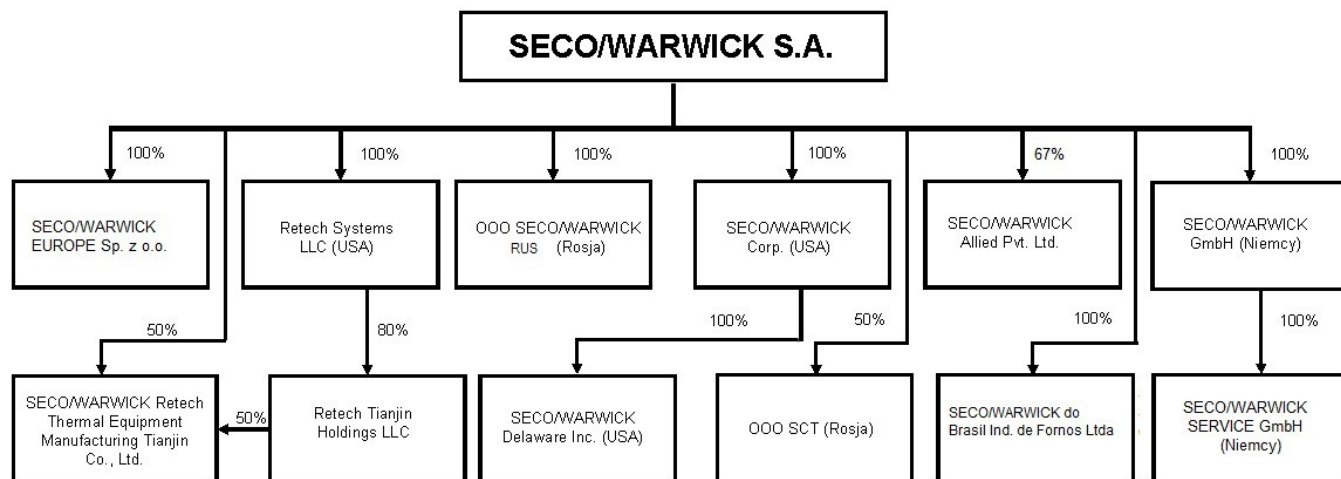 SECO/WARWICK S.A.
100%
100%
100%
100%
67%
100%
SECO/WARWICK
EUROPE Sp. z o.o.
Retech Systems
LLC (USA)
OOO SECO/WARWICK
RUS (Rosja)
SECO/WARWICK
Corp. (USA)
SECO/WARWICK
Allied Pvt. Ltd.
SECO/WARWICK
GmbH (Niemcy)
50%
80%
100%
50%
100%
100%
SECO/WARWICK Retech
Thermal Equipment
Manufacturing Tianjin
Co., Ltd.
50%
Retech Tianjin
Holdings LLC
SECO/WARWICK
Delaware Inc. (USA)
OOO SCT (Rosja)
SECO/WARWICK do
Brasil Ind. de Fornos Ltda
SECO/WARWICK
SERVICE GmbH
(Niemcy)